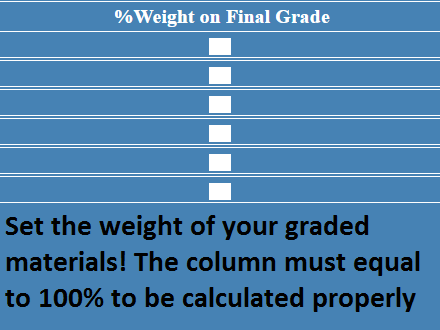 %Weight on Final Grade
Set the weight of your graded
materials! The column must equal
to 100% to be calculated properly